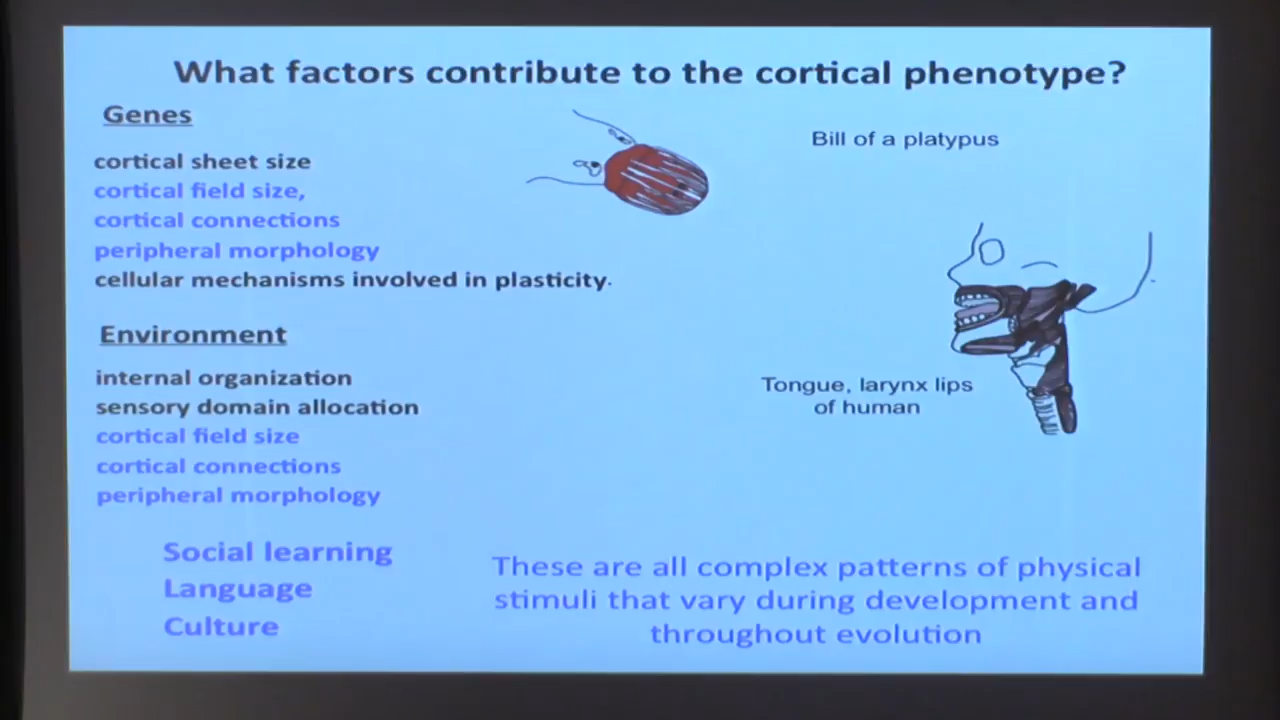 What factors contribute to the cortical phenotype?
Genes
cortical sheet size
cortical field size,
cortical connections
peripheral morphology
cellular mechanisms involved in plasticity.
Bill of a platypus
Environment
internal organization
sensory domain allocation
cortical field size
cortical connections
peripheral morphology
Tongue, larynx lips
of human
Social learning
Language
Culture
These are all complex patterns of physical
stimuli that vary during development and
throughout evolution